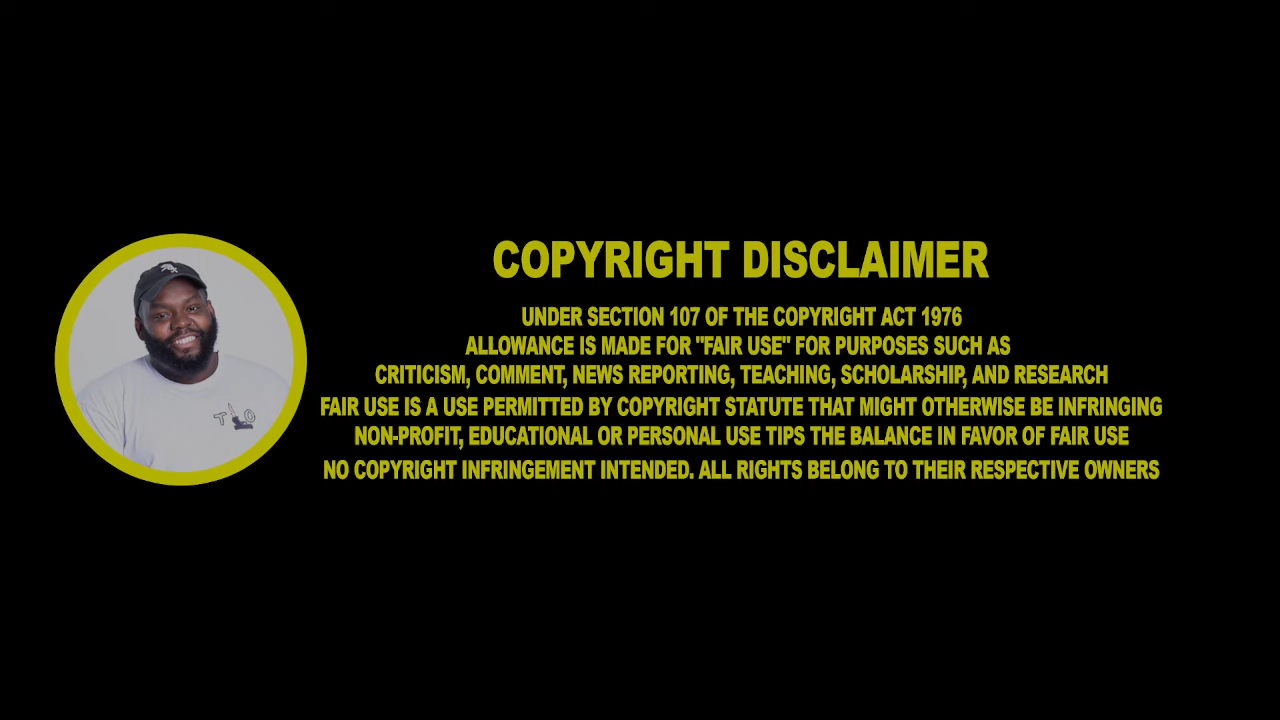 COPYRIGHT DISCLAIMER
UNDER SECTION 107 OF THE COPYRIGHT ACT 1976
ALLOWANCE IS MADE FOR "FAIR USE" FOR PURPOSES SUCH AS
CRITICISM, COMMENT, NEWS REPORTING, TEACHING, SCHOLARSHIP, AND RESEARCH
FAIR USE IS A USE PERMITTED BY COPYRIGHT STATUTE THAT MIGHT OTHERWISE BE INFRINGING
NON-PROFIT, EDUCATIONAL OR PERSONAL USE TIPS THE BALANCE IN FAVOR OF FAIR USE
NO COPYRIGHT INFRINGEMENT INTENDED. ALL RIGHTS BELONG TO THEIR RESPECTIVE OWNERS